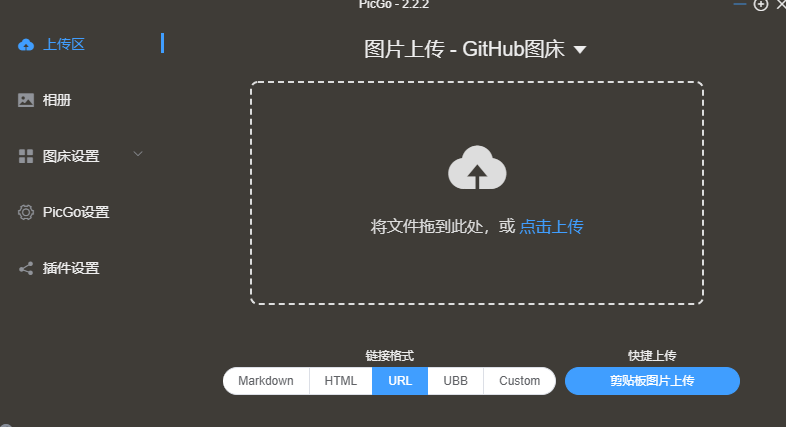 PicGo - 2.2.2
上传区
相册
图床设置
PicGo设置
插件设置
图片上传 - GitHub图床
将文件拖到此处，或 点击上传
链接格式
Markdown HTML URL UBB Custom
快捷上传
剪贴板图片上传